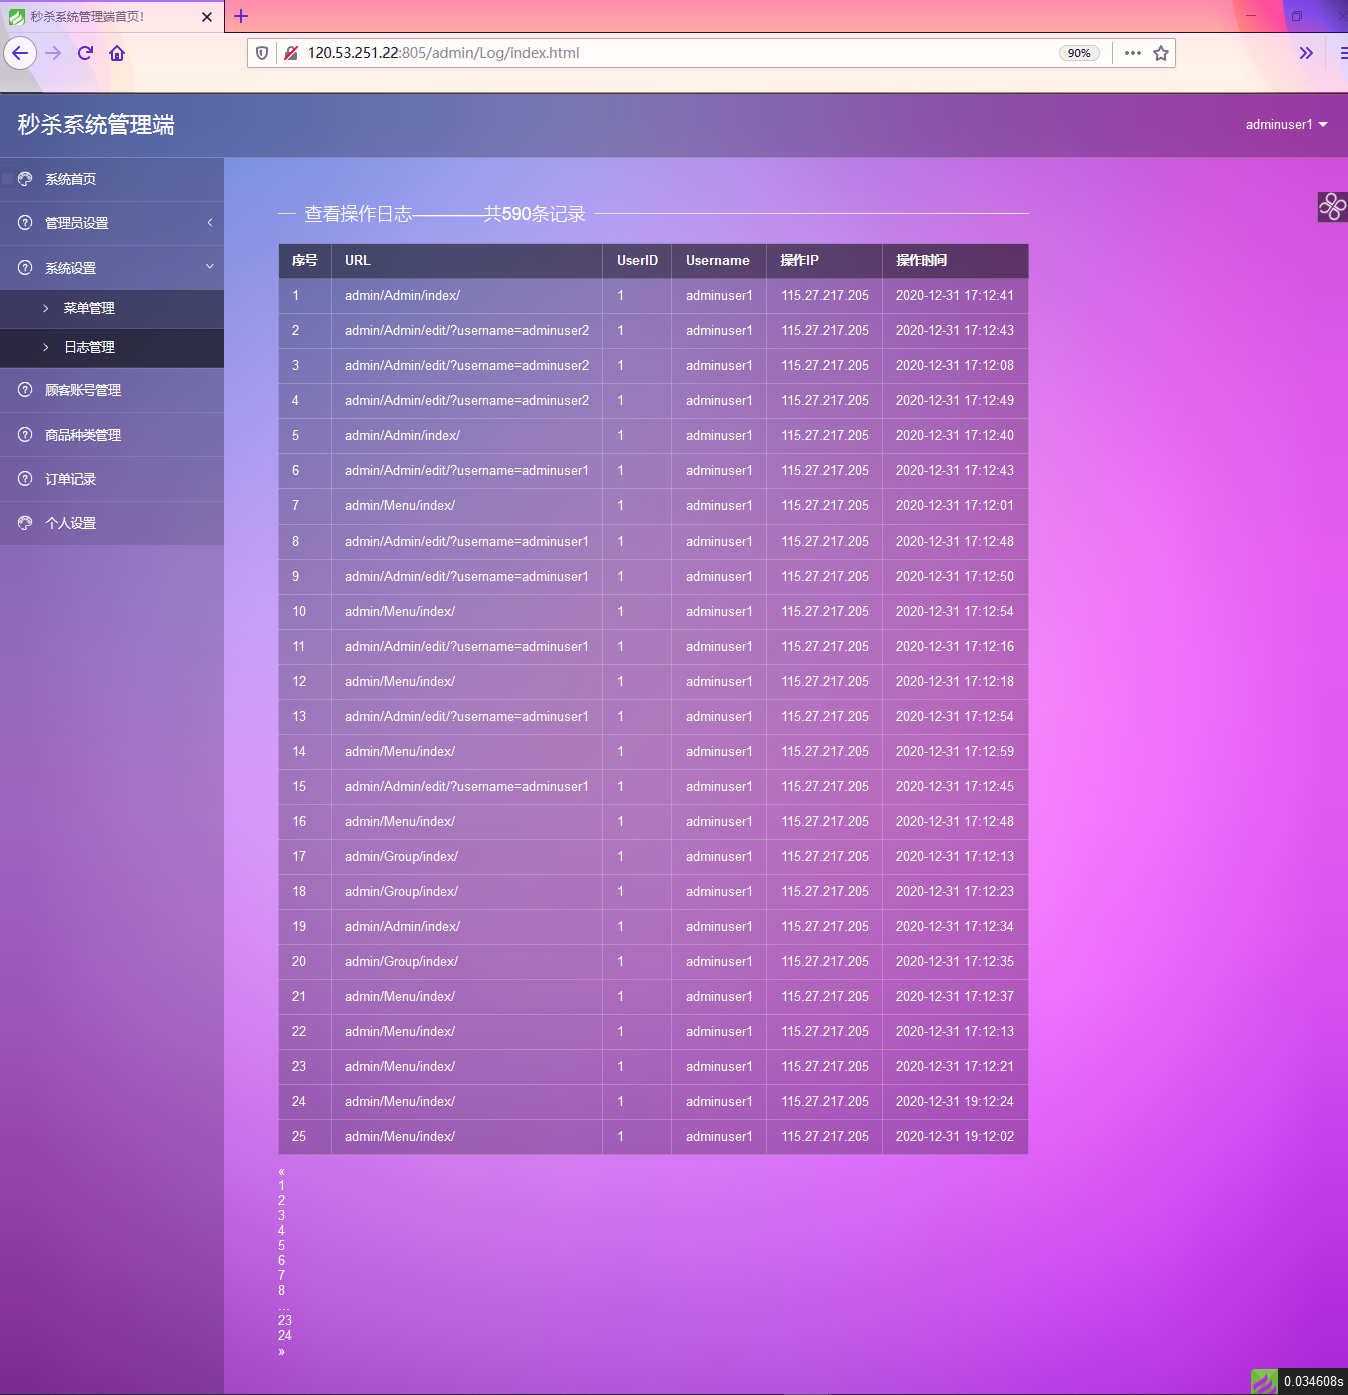 秒杀系统管理端首页!
120.53.251.22:805/admin/Log/index.html
90%
秒杀系统管理端
adminuser1
系统首页
管理员设置
系统设置
菜单管理
日志管理
顾客账号管理
商品种类管理
订单记录
个人设置
查看操作日志————共590条记录
序号 URL UserID Username 操作IP 操作时间
1 admin/Admin/index/ 1 adminuser1 115.27.217.205 2020-12-31 17:12:41
2 admin/Admin/edit/?username=adminuser2 1 adminuser1 115.27.217.205 2020-12-31 17:12:43
3 admin/Admin/edit/?username=adminuser2 1 adminuser1 115.27.217.205 2020-12-31 17:12:08
4 admin/Admin/edit/?username=adminuser2 1 adminuser1 115.27.217.205 2020-12-31 17:12:49
5 admin/Admin/index/ 1 adminuser1 115.27.217.205 2020-12-31 17:12:40
6 admin/Admin/edit/?username=adminuser1 1 adminuser1 115.27.217.205 2020-12-31 17:12:43
7 admin/Menu/index/ 1 adminuser1 115.27.217.205 2020-12-31 17:12:01
8 admin/Admin/edit/?username=adminuser1 1 adminuser1 115.27.217.205 2020-12-31 17:12:48
9 admin/Admin/edit/?username=adminuser1 1 adminuser1 115.27.217.205 2020-12-31 17:12:50
10 admin/Menu/index/ 1 adminuser1 115.27.217.205 2020-12-31 17:12:54
11 admin/Admin/edit/?username=adminuser1 1 adminuser1 115.27.217.205 2020-12-31 17:12:16
12 admin/Menu/index/ 1 adminuser1 115.27.217.205 2020-12-31 17:12:18
13 admin/Admin/edit/?username=adminuser1 1 adminuser1 115.27.217.205 2020-12-31 17:12:54
14 admin/Menu/index/ 1 adminuser1 115.27.217.205 2020-12-31 17:12:59
15 admin/Admin/edit/?username=adminuser1 1 adminuser1 115.27.217.205 2020-12-31 17:12:45
16 admin/Menu/index/ 1 adminuser1 115.27.217.205 2020-12-31 17:12:48
17 admin/Group/index/ 1 adminuser1 115.27.217.205 2020-12-31 17:12:13
18 admin/Group/index/ 1 adminuser1 115.27.217.205 2020-12-31 17:12:23
19 admin/Admin/index/ 1 adminuser1 115.27.217.205 2020-12-31 17:12:34
20 admin/Group/index/ 1 adminuser1 115.27.217.205 2020-12-31 17:12:35
21 admin/Menu/index/ 1 adminuser1 115.27.217.205 2020-12-31 17:12:37
22 admin/Menu/index/ 1 adminuser1 115.27.217.205 2020-12-31 17:12:13
23 admin/Menu/index/ 1 adminuser1 115.27.217.205 2020-12-31 17:12:21
24 admin/Menu/index/ 1 adminuser1 115.27.217.205 2020-12-31 19:12:24
25 admin/Menu/index/ 1 adminuser1 115.27.217.205 2020-12-31 19:12:02
«
1
2
3
4
5
6
7
8
...
23
24
»
0.034608s